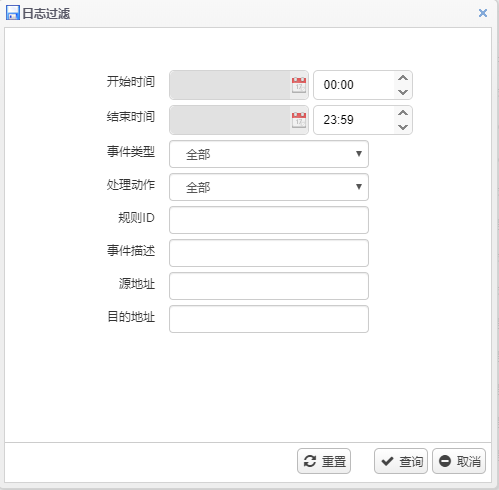 日志过滤
开始时间 00:00
结束时间 23:59
事件类型 全部
处理动作 全部
规则ID
事件描述
源地址
目的地址
重置 查询 取消